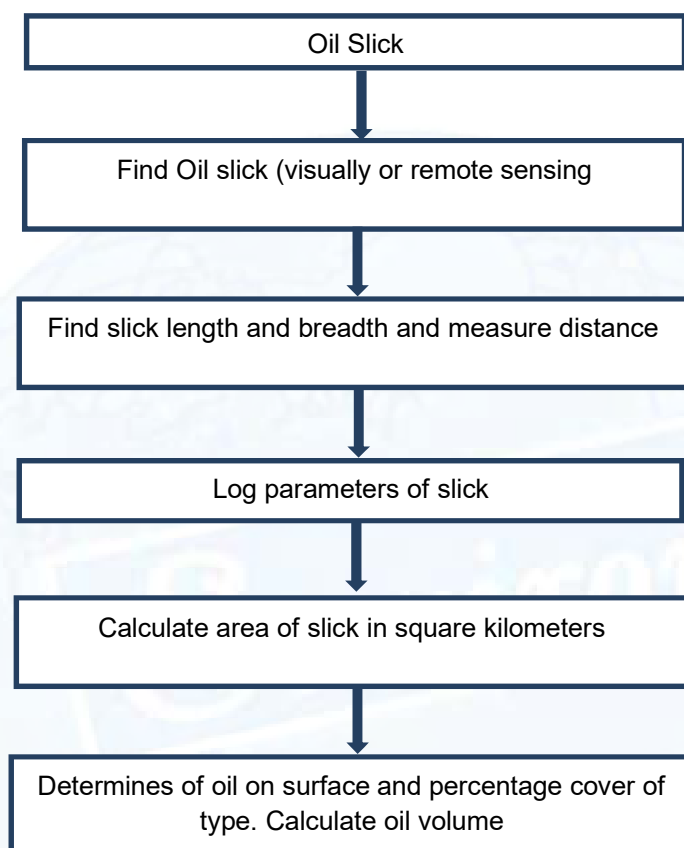 Oil Slick
Find Oil slick (visually or remote sensing
Find slick length and breadth and measure distance
Log parameters of slick
Calculate area of slick in square kilometers
Determines of oil on surface and percentage cover of
type. Calculate oil volume